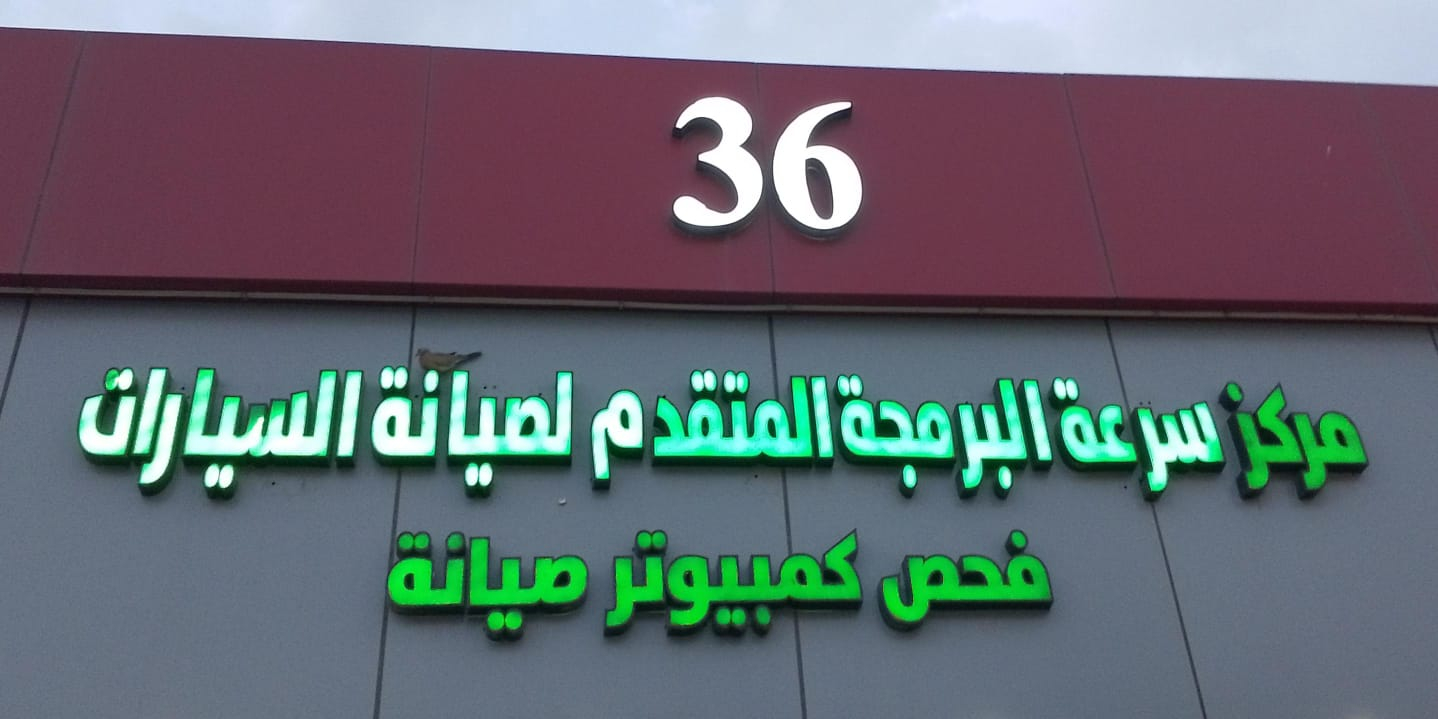 36
مركز سرعة البرمجة المتقدم لصيانة السيارات
فحص كمبيوتر صيانة